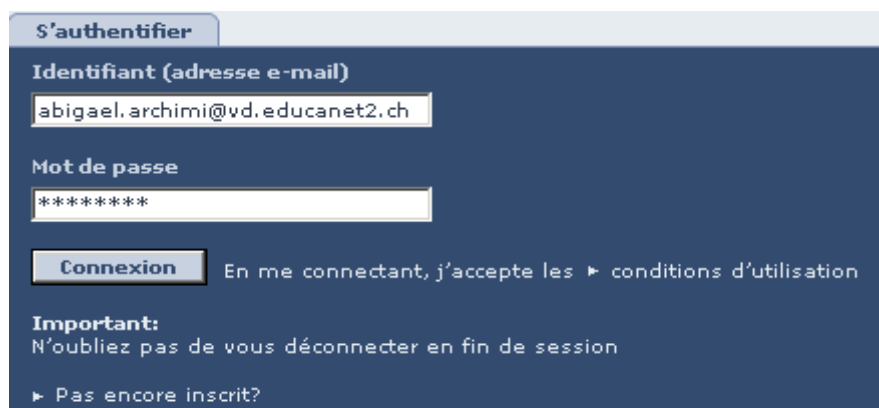 S'authentifier
Identifiant (adresse e-mail)
abigael.archimi@vd.educanet2.ch
Mot de passe
********
Connexion En me connectant, j'accepte les ► conditions d'utilisation
Important:
N'oubliez pas de vous déconnecter en fin de session
► Pas encore inscrit?